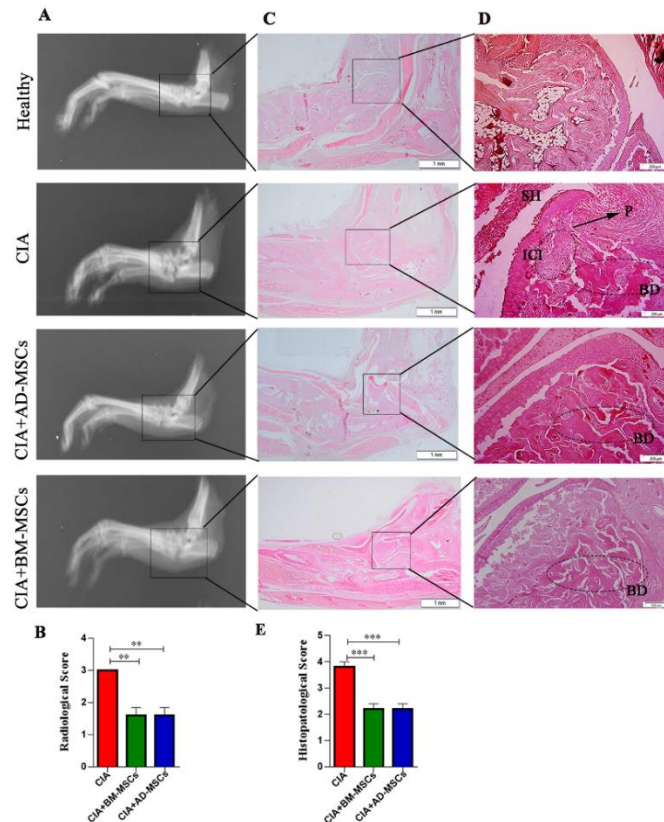 A
C
D
Healthy
1 mm
CIA
1 mm
SH
P
ICI
BD
CIA+AD-MSCs
1 mm
BD
CIA+BM-MSCs
1 mm
BD
B
Radiological Score
4
3
2
1
0
**
**
CIA
CIA+BM-MSCs
CIA+AD-MSCs
E
Histopatological Score
5
4
3
2
1
0
***
***
CIA
CIA+BM-MSCs
CIA+AD-MSCs